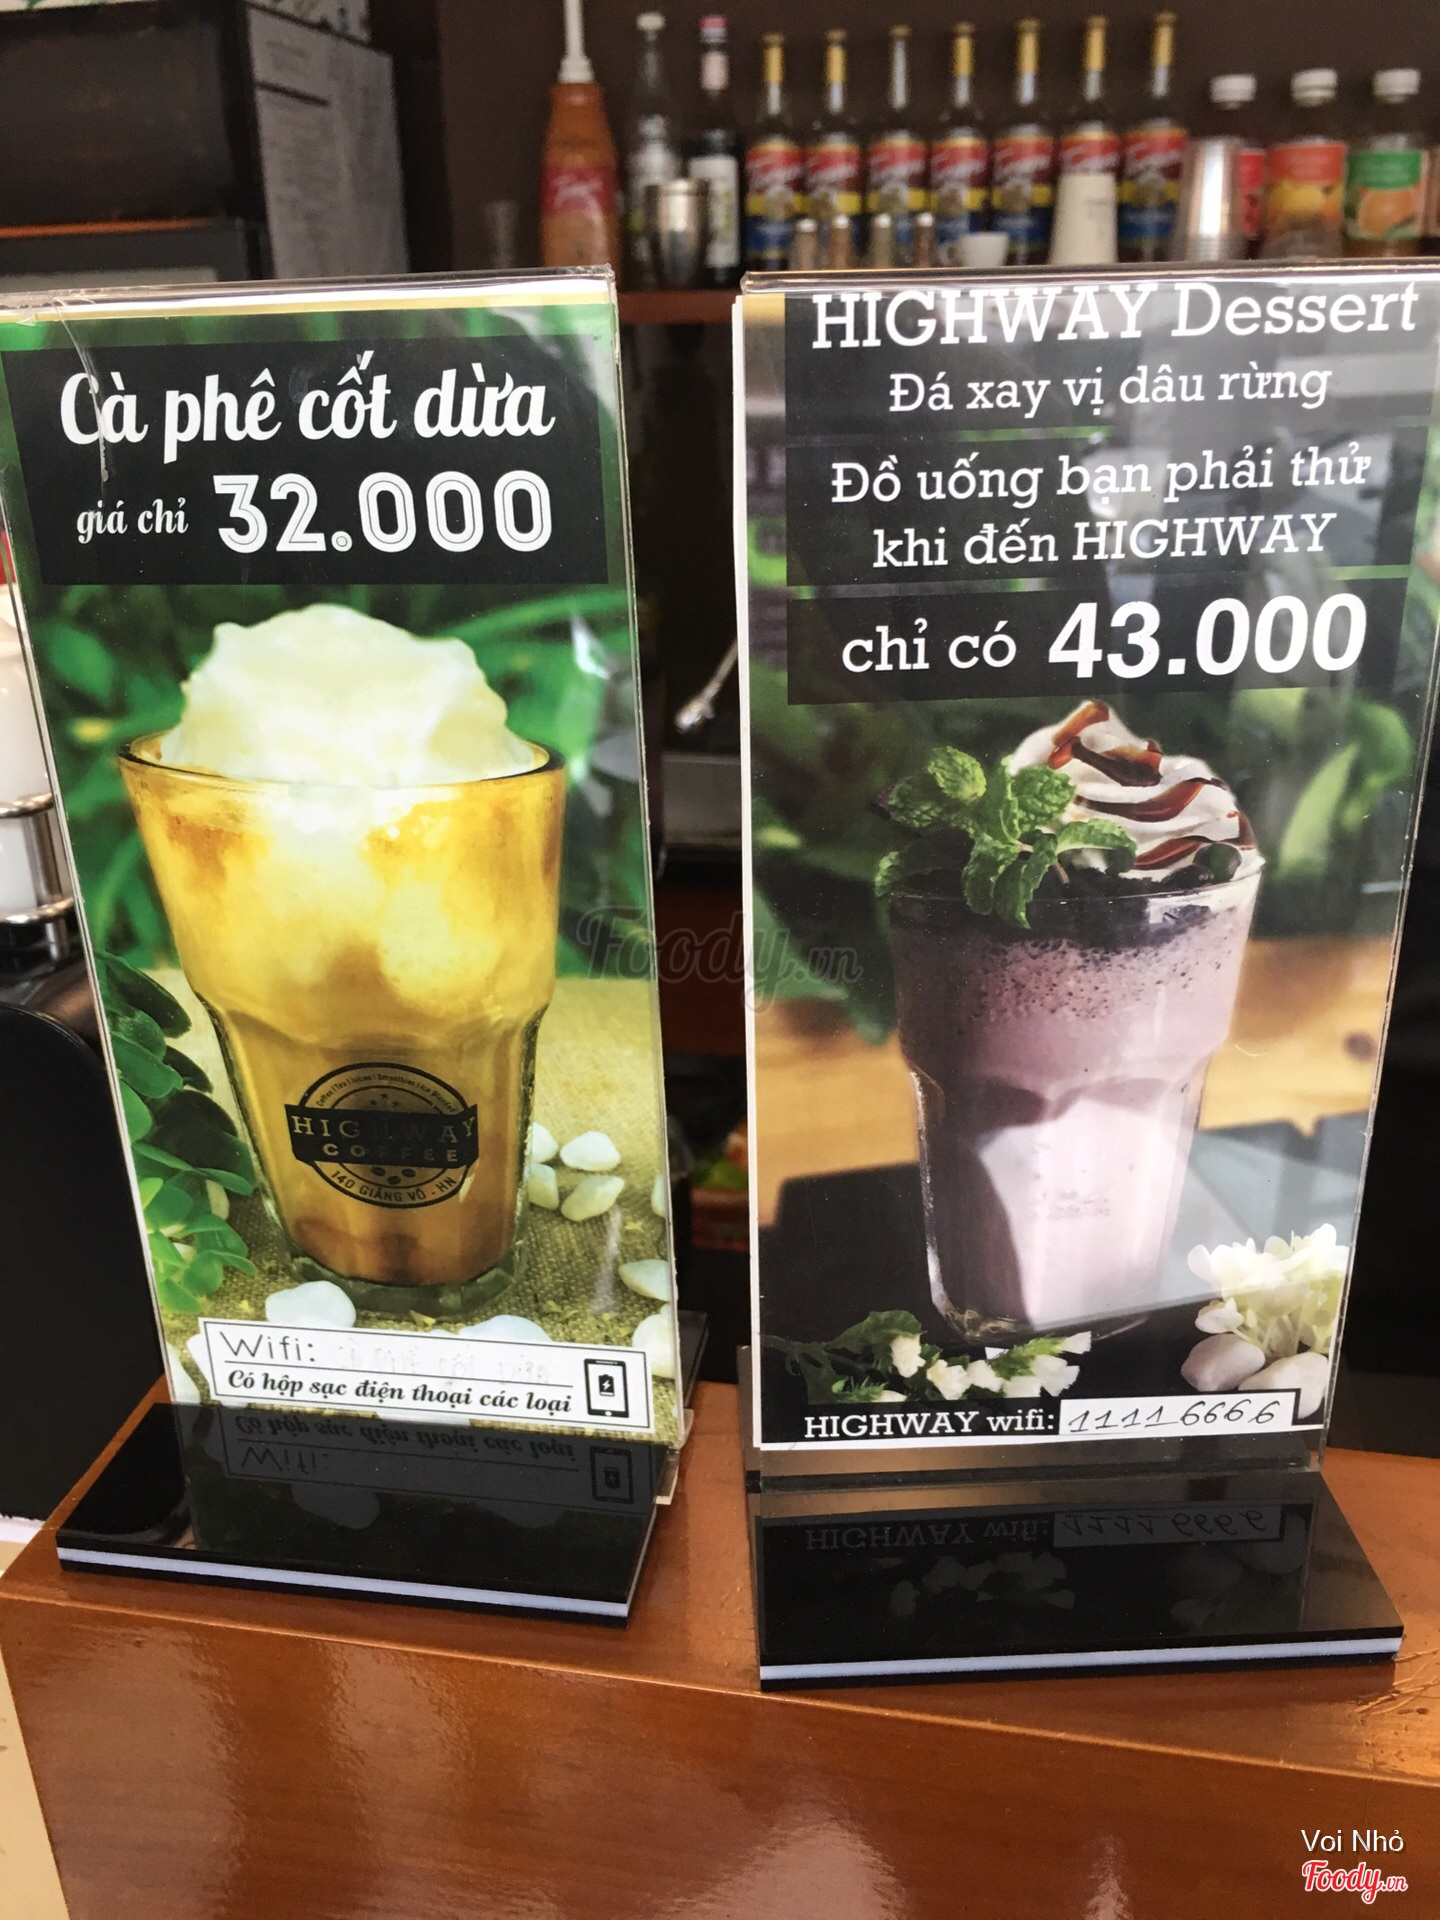 Cà phê cốt dừa
giá chỉ 32.000
HIGHWAY
COFFEE
140 GIẢNG VÕ - HN
Wifi:
Có hộp sạc điện thoại các loại
HIGHWAY Dessert
Đá xay vị dâu rừng
Đồ uống bạn phải thử
khi đến HIGHWAY
chỉ có 43.000
HIGHWAY wifi: 11116666
Foody.vn
Voi Nhỏ
Foody.vn